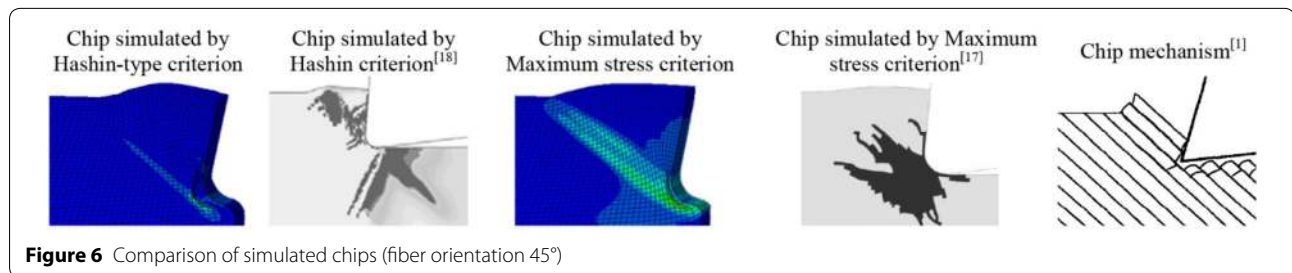 Chip simulated by
Hashin-type criterion
Chip simulated by
Hashin criterion[18]
Chip simulated by
Maximum stress criterion
Chip simulated by Maximum
stress criterion[17]
Chip mechanism[1]
Figure 6 Comparison of simulated chips (fiber orientation 45°)